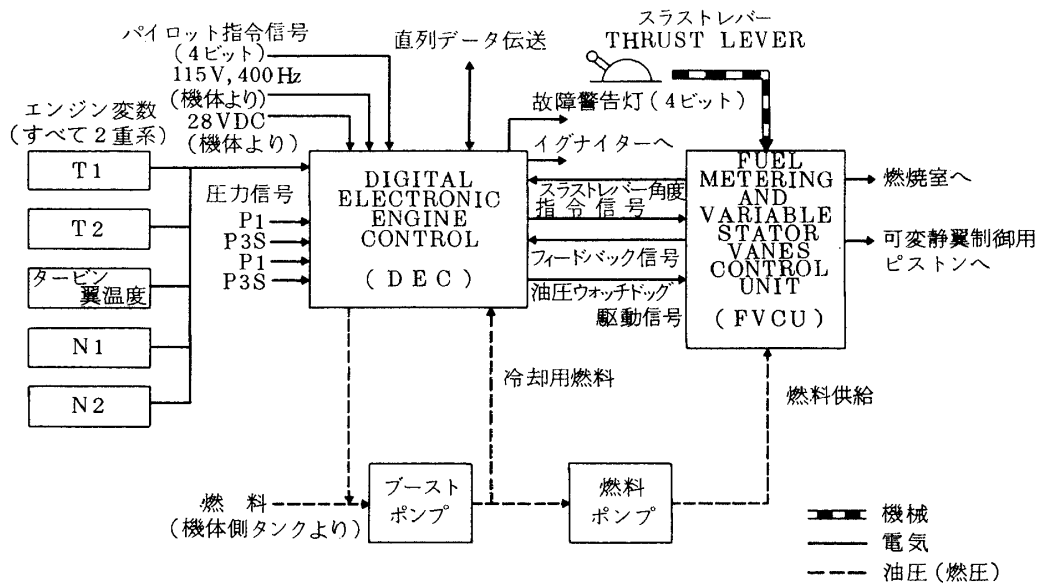 パイロット指令信号
(4ビット)
115V,400Hz
(機体より)
28VDC
(機体より)
直列データ伝送
スラストレバー
THRUST LEVER
故障警告灯(4ビット)
イグナイターへ
エンジン変数
(すべて2重系)
T1
T2
タービン
翼温度
N1
N2
圧力信号
P1
P3S
P1
P3S
DIGITAL
ELECTRONIC
ENGINE
CONTROL
(DEC)
スラストレバー角度
指令信号
フィードバック信号
油圧ウォッチドッグ
駆動信号
FUEL
METERING
AND
VARIABLE
STATOR
VANES
CONTROL
UNIT
(FVCU)
燃焼室へ
可変静翼制御用
ピストンへ
冷却用燃料
燃料供給
燃料
(機体側タンクより)
ブースト
ポンプ
燃料
ポンプ
機械
電気
油圧(燃圧)